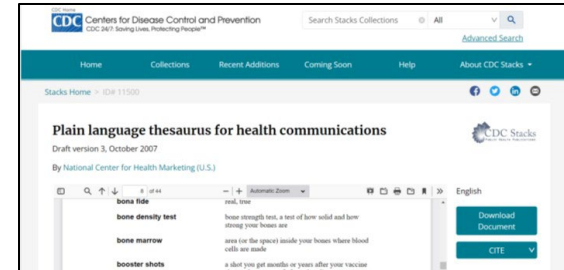 CDC Home
CDC Centers for Disease Control and Prevention
CDC 24/7: Saving Lives, Protecting People™
Search Stacks Collections All
Advanced Search
Home Collections Recent Additions Coming Soon Help About CDC Stacks
Stacks Home > ID# 11500
Plain language thesaurus for health communications
Draft version 3, October 2007
By National Center for Health Marketing (U.S.)
CDC Stacks
8 of 44 Automatic Zoom
English
bona fide real, true
bone density test bone strength test, a test of how solid and how
strong your bones are
Download
Document
bone marrow area (or the space) inside your bones where blood
cells are made
CITE
booster shots a shot you get months or years after your vaccine